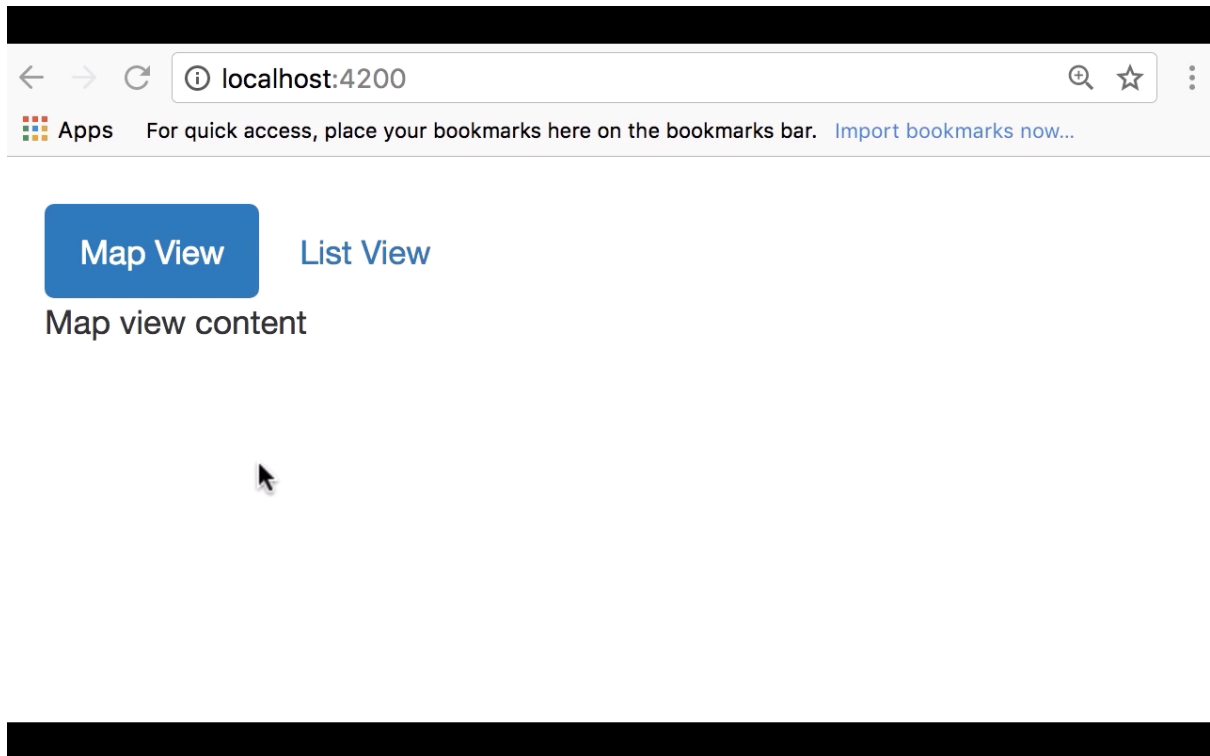 localhost:4200
Apps For quick access, place your bookmarks here on the bookmarks bar. Import bookmarks now...
Map View List View
Map view content